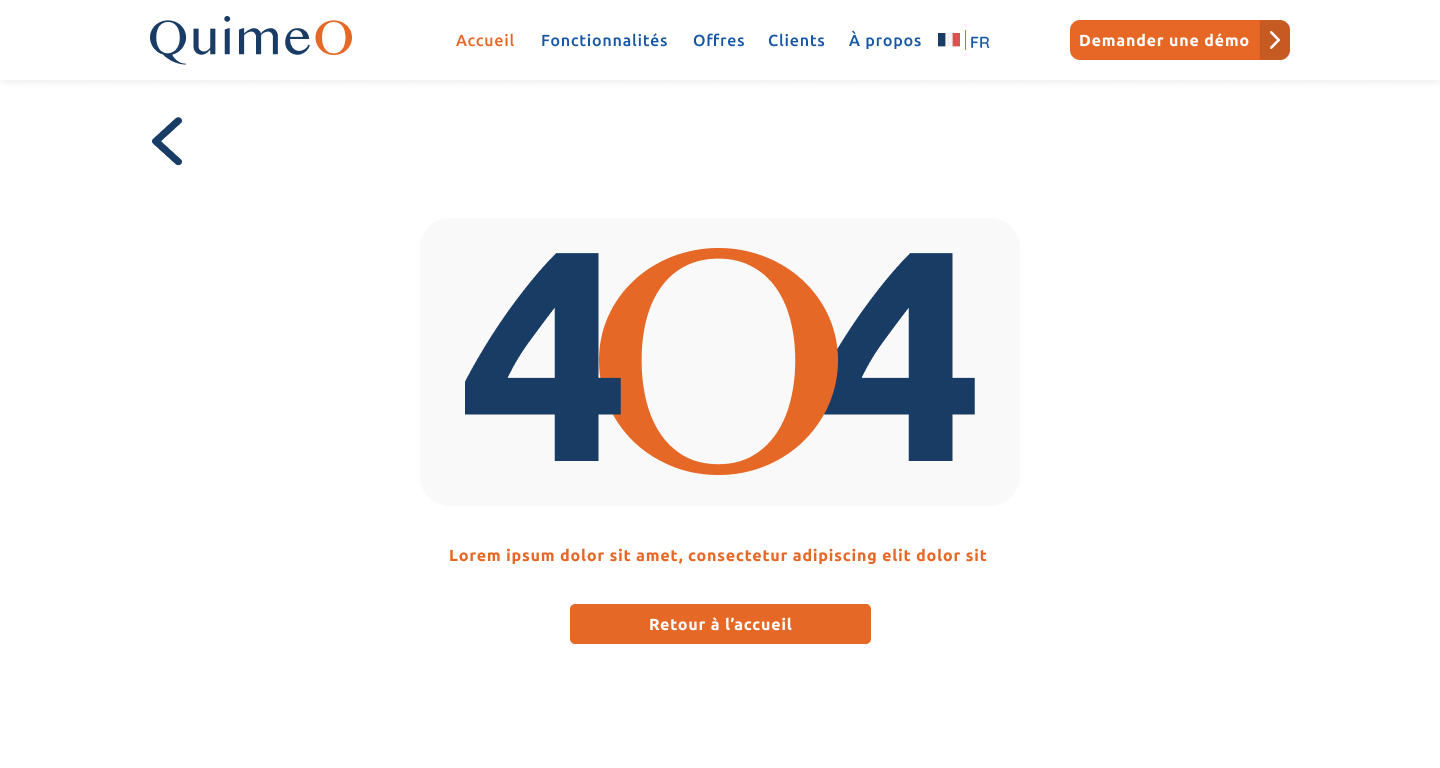 QuimeO
Accueil
Fonctionnalités
Offres
Clients
À propos
FR
Demander une démo
404
Lorem ipsum dolor sit amet, consectetur adipiscing elit dolor sit
Retour à l’accueil